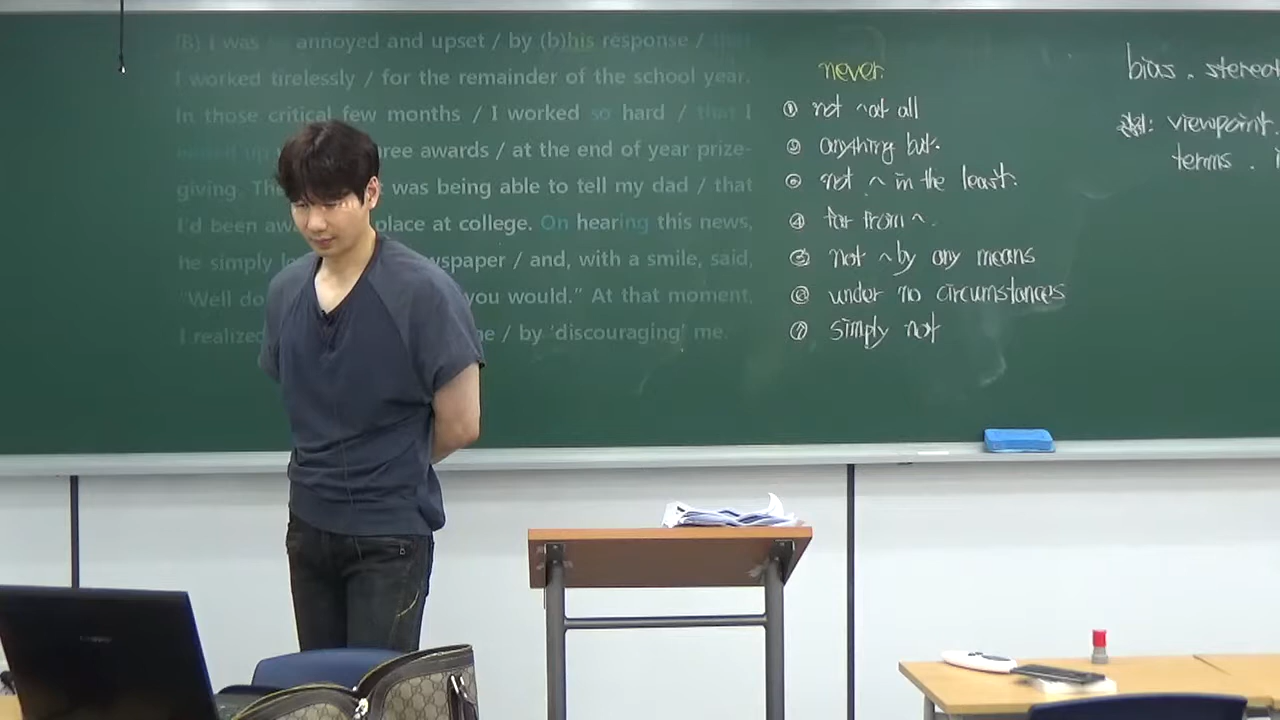 (B) I was so annoyed and upset / by (b)his response / that
I worked tirelessly / for the remainder of the school year.
In those critical few months / I worked so hard / that I
ended up three awards / at the end of year prize-
giving. was being able to tell my dad / that
I'd been place at college. On hearing this news,
he simply / and, with a smile, said,
"Well do you would." At that moment,
I realized / by 'discouraging' me.
never.
① not ~at all
② anything but.
③ not ~ in the least.
④ far from ~.
⑤ not ~by any means
⑥ under no circumstances
⑦ simply not
bias . stereot
: viewpoint.
terms .